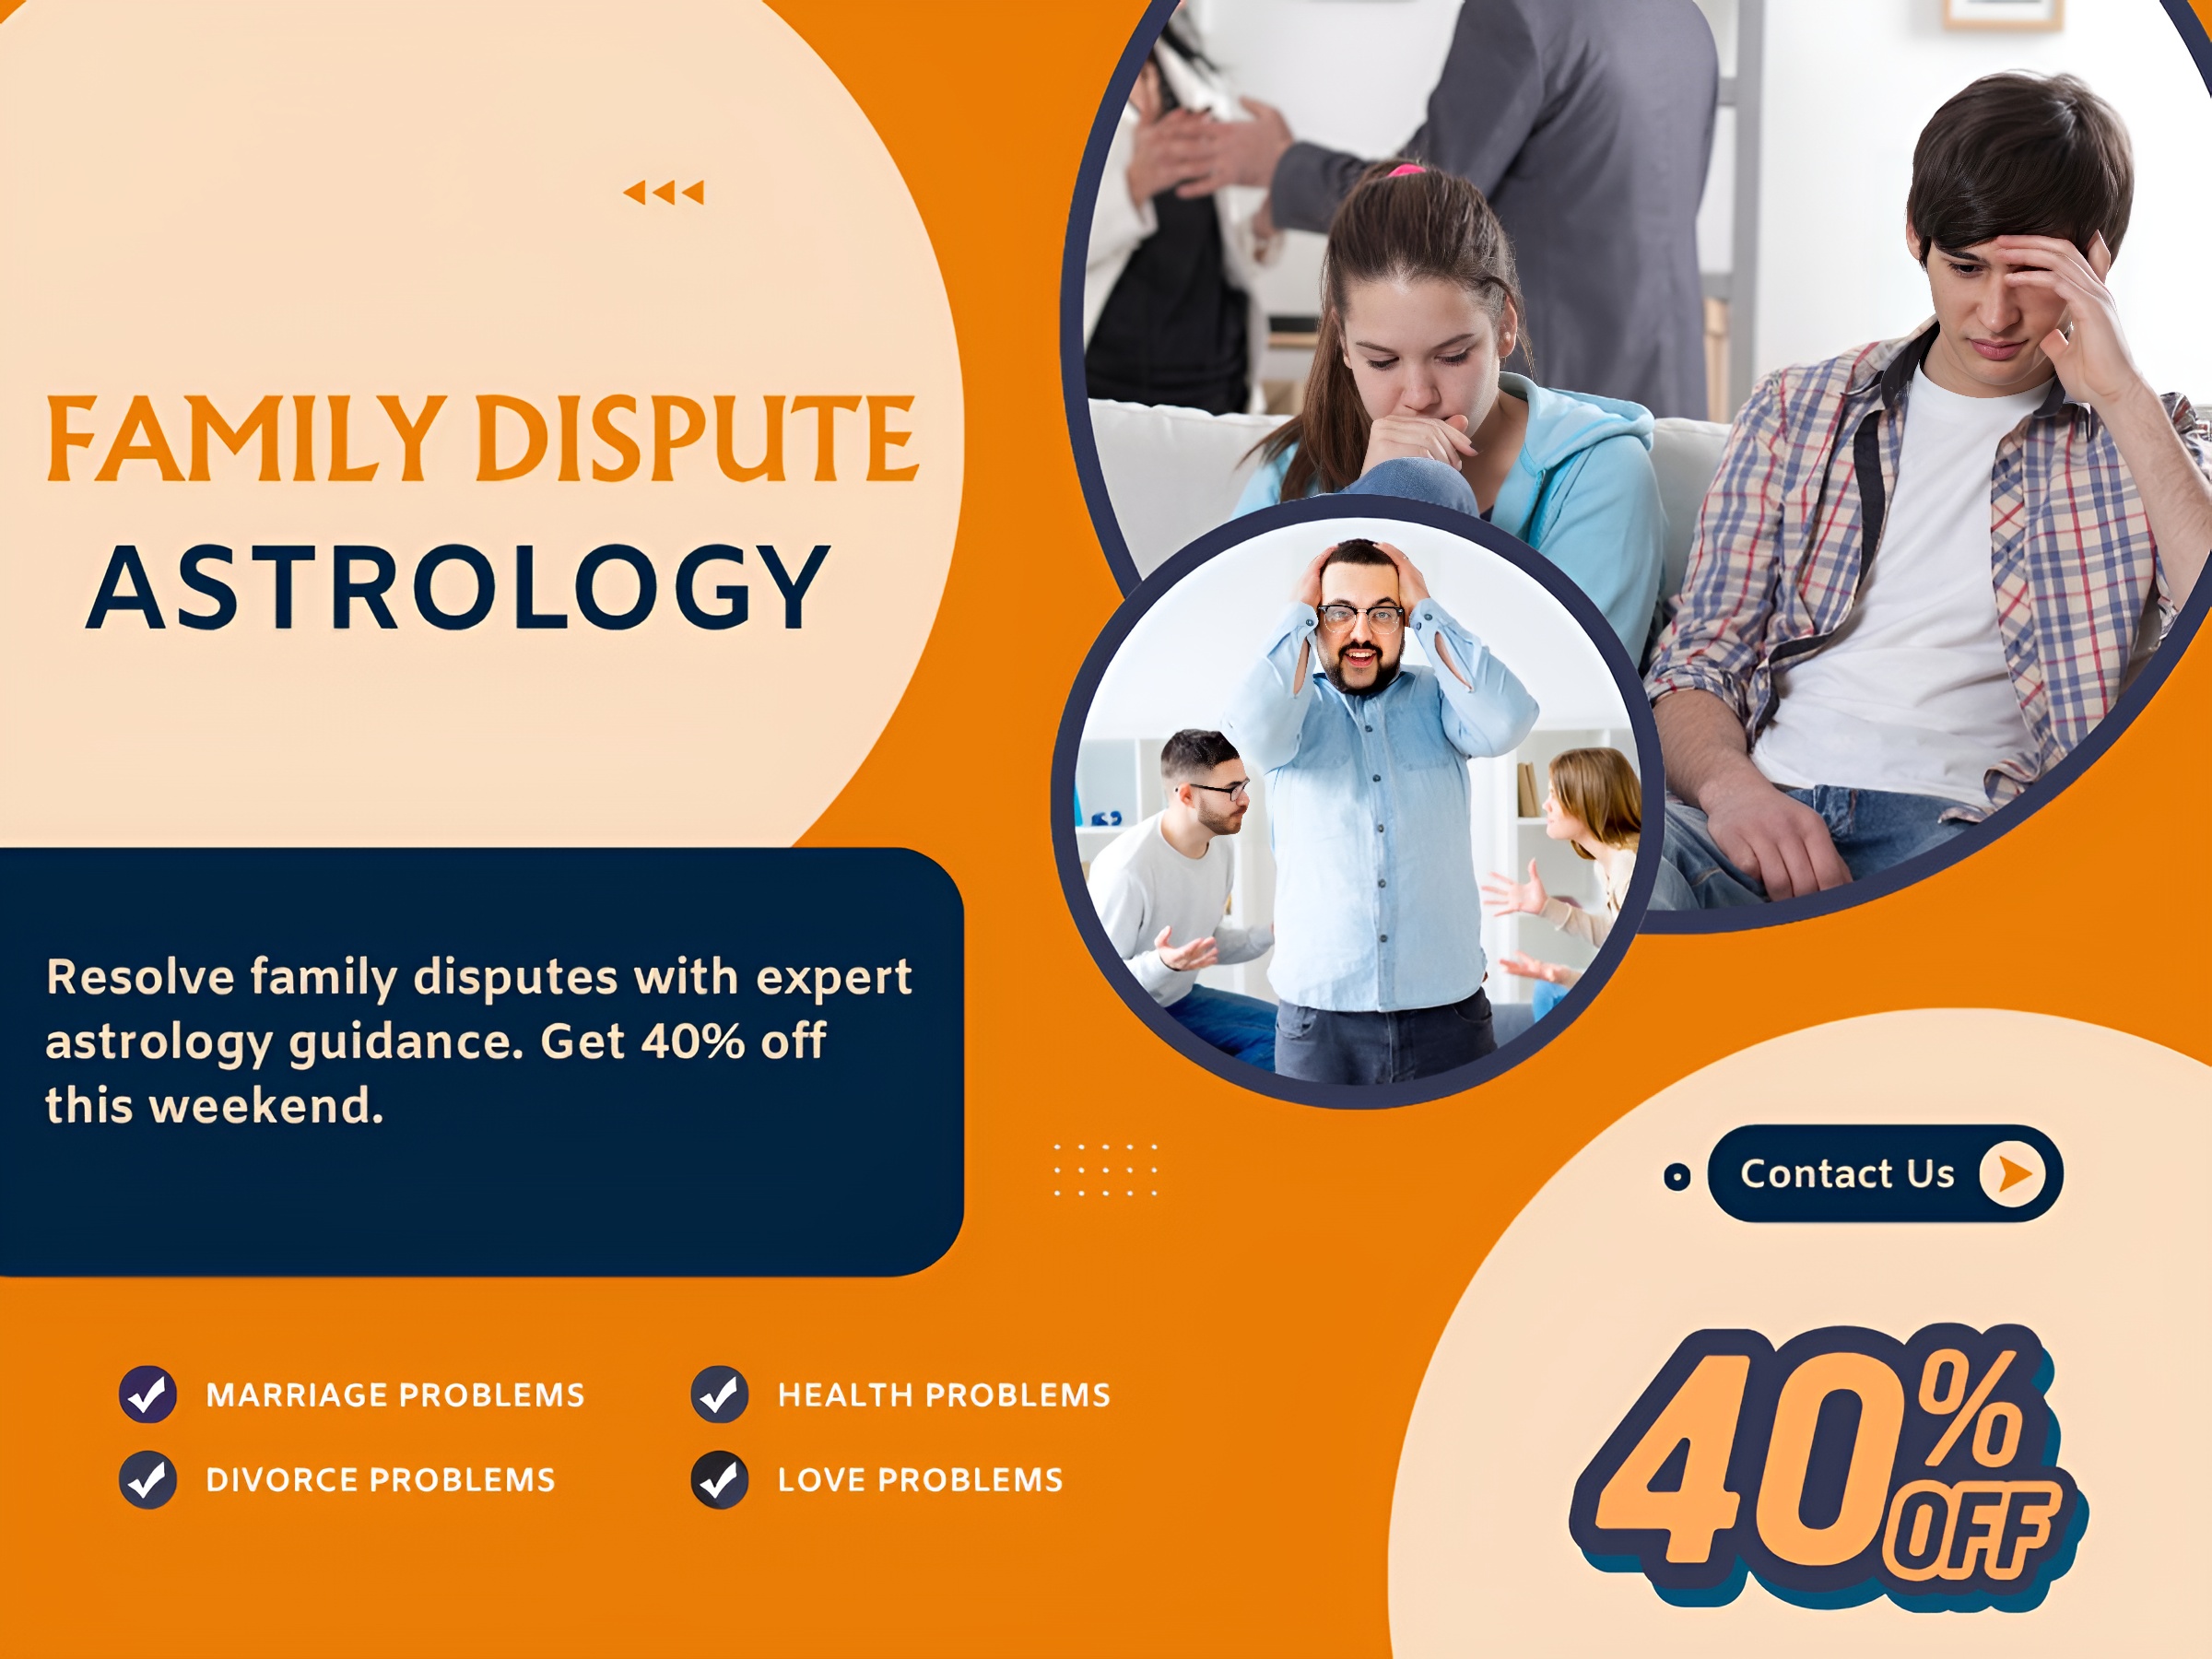 FAMILY DISPUTE
ASTROLOGY
Resolve family disputes with expert
astrology guidance. Get 40% off
this weekend.
MARRIAGE PROBLEMS
HEALTH PROBLEMS
DIVORCE PROBLEMS
LOVE PROBLEMS
Contact Us
40%
OFF